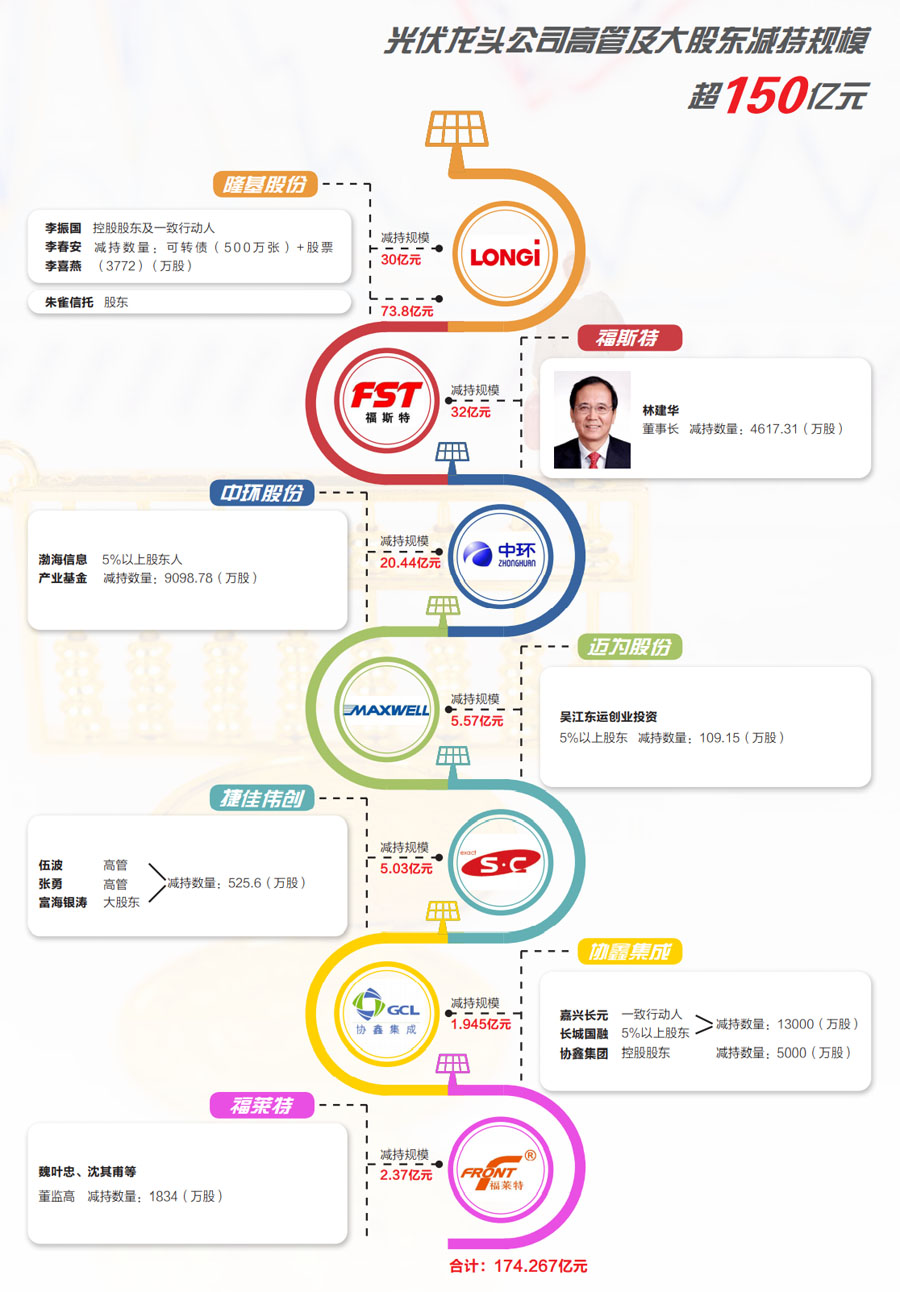 光伏龙头公司高管及大股东减持规模
超150亿元
隆基股份
李振国 控股股东及一致行动人
李春安 减持数量：可转债（500万张）+股票
李喜燕 （3772）（万股）
朱雀信托 股东
减持规模
30亿元
73.8亿元
LONGi
福斯特
FST
福斯特
减持规模
32亿元
林建华
董事长 减持数量：4617.31（万股）
中环股份
渤海信息 5%以上股东人
产业基金 减持数量：9098.78（万股）
减持规模
20.44亿元
中环
ZHONGHUAN
迈为股份
MAXWELL
减持规模
5.57亿元
吴江东运创业投资
5%以上股东 减持数量：109.15（万股）
捷佳伟创
伍波 高管
张勇 高管 减持数量：525.6（万股）
富海银涛 大股东
减持规模
5.03亿元
exact
S·C
协鑫集成
GCL
协鑫集成
减持规模
1.945亿元
嘉兴长元 一致行动人
长城国融 5%以上股东 减持数量：13000（万股）
协鑫集团 控股股东 减持数量：5000（万股）
福莱特
魏叶忠、沈其甫等
董监高 减持数量：1834（万股）
减持规模
2.37亿元
FRONT®
福莱特
合计：174.267亿元